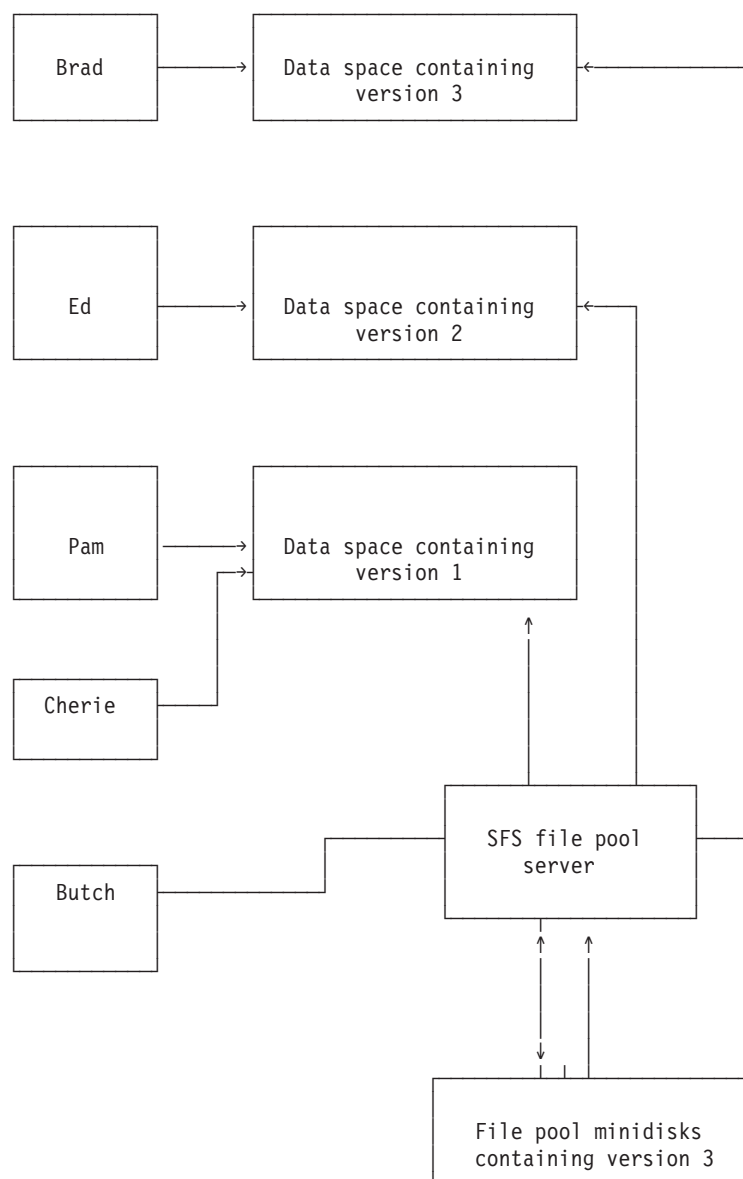 Brad
Data space containing
version 3
Ed
Data space containing
version 2
Pam
Data space containing
version 1
Cherie
SFS file pool
server
Butch
File pool minidisks
containing version 3